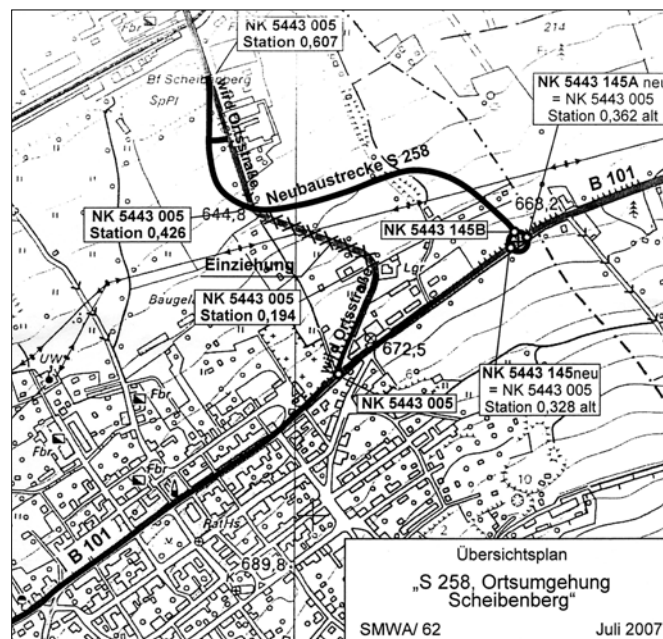 Fbr
NK 5443 005
Station 0,607
214
Bf Scheibenberg
SpPl
wird Ortsstraße
NK 5443 145A neu
= NK 5443 005
Station 0,362 alt
Neubaustrecke S 258
B 101
668,2
NK 5443 005
Station 0,426
644,8
NK 5443 145B
Einziehung
Lgr
Baugel
NK 5443 005
Station 0,194
wird Ortsstraße
UW
672,5
NK 5443 145neu
= NK 5443 005
Station 0,328 alt
NK 5443 005
Fbr
Fbr
Fbr
10
B 101
RatHs
2
689,8
K
Übersichtsplan
„S 258, Ortsumgehung
Scheibenberg"
SMWA/ 62 Juli 2007